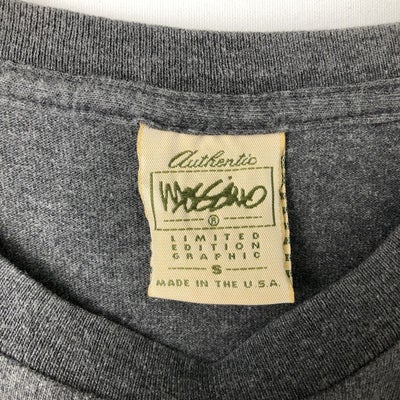 Authentic
Mossimo
®
LIMITED
EDITION
GRAPHIC
S
MADE IN THE U.S.A.